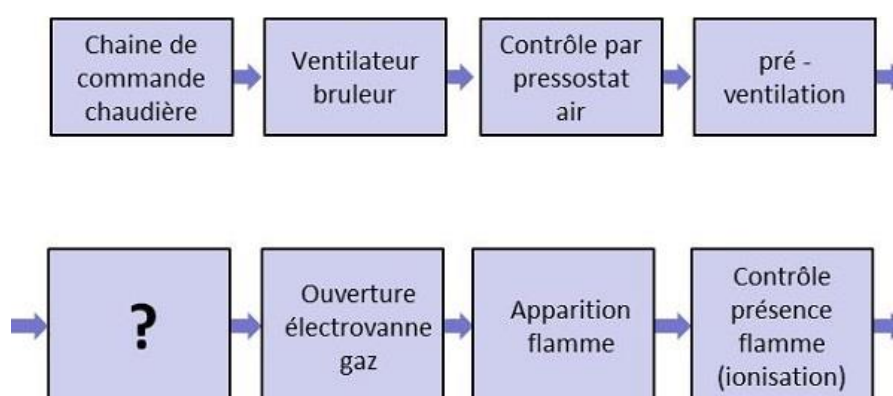 Chaine de
commande
chaudière
Ventilateur
bruleur
Contrôle par
pressostat
air
pré -
ventilation
?
Ouverture
électrovanne
gaz
Apparition
flamme
Contrôle
présence
flamme
(ionisation)